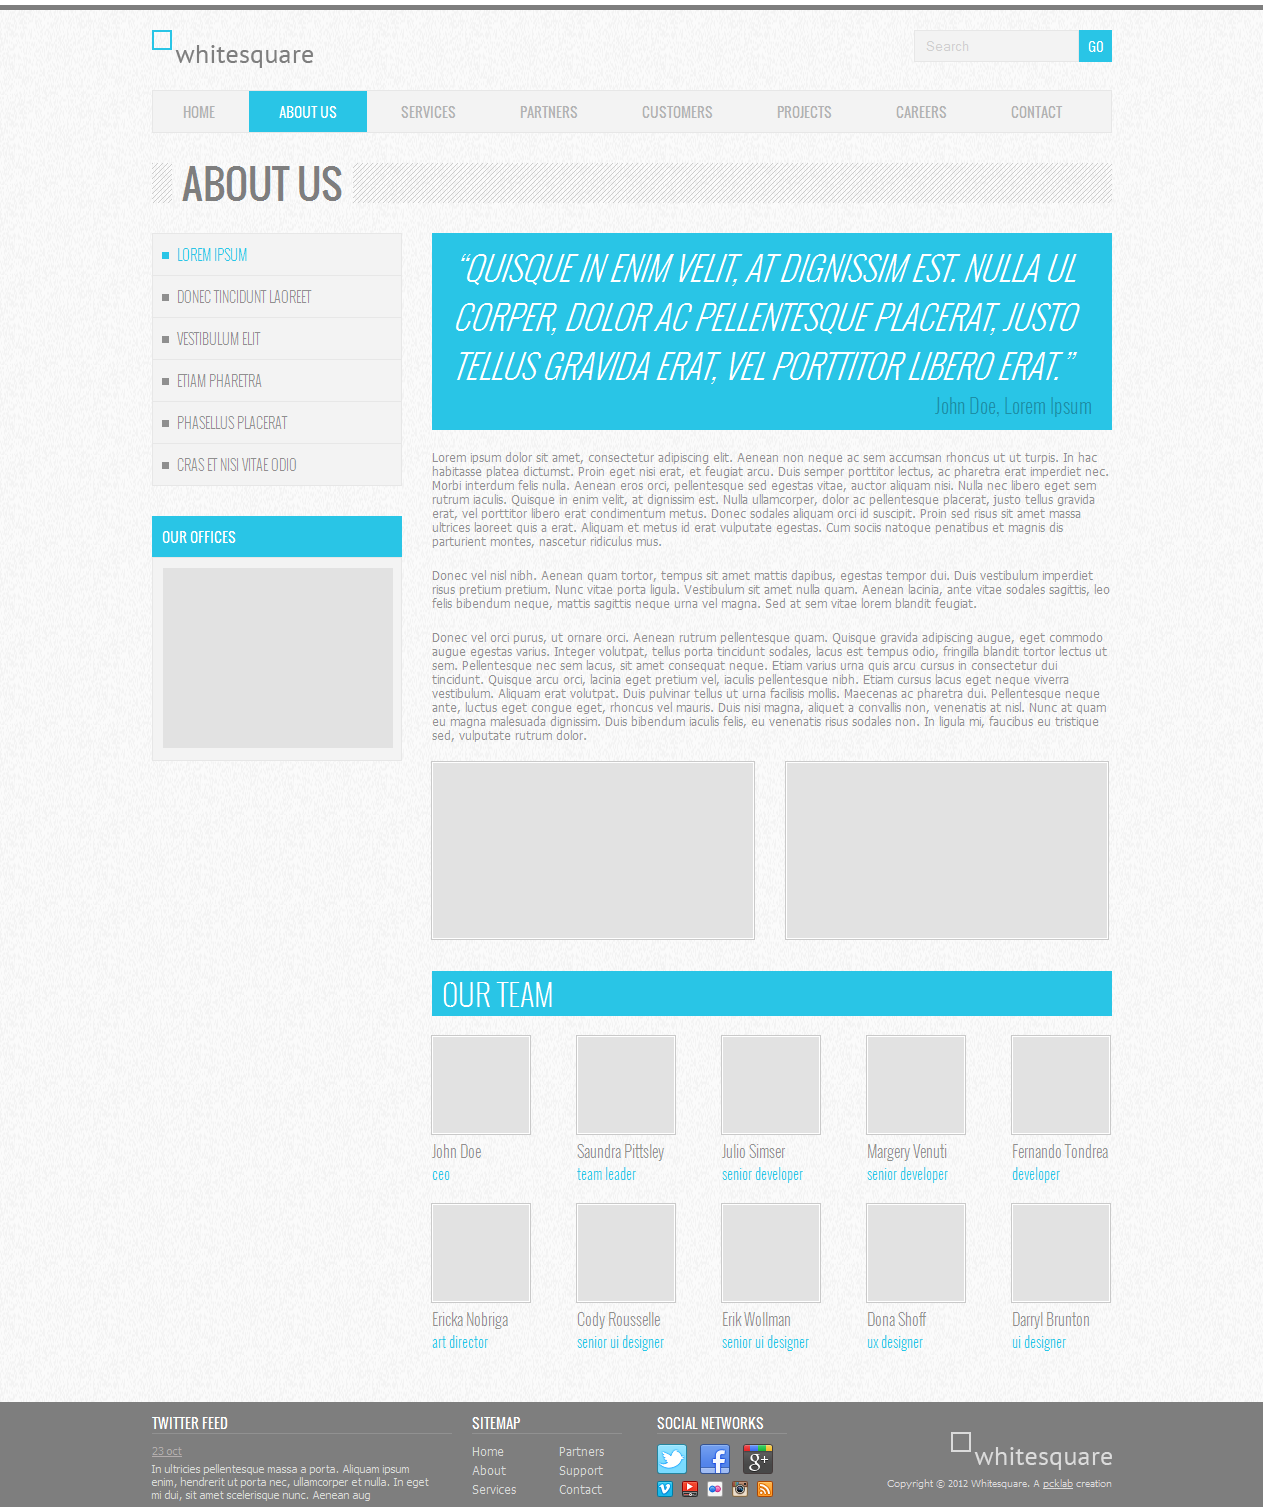 whitesquare
Search
GO
HOME ABOUT US SERVICES PARTNERS CUSTOMERS PROJECTS CAREERS CONTACT
ABOUT US
LOREM IPSUM
DONEC TINCIDUNT LAOREET
VESTIBULUM ELIT
ETIAM PHARETRA
PHASELLUS PLACERAT
CRAS ET NISI VITAE ODIO
OUR OFFICES
“QUISQUE IN ENIM VELIT, AT DIGNISSIM EST. NULLA UL
CORPER, DOLOR AC PELLENTESQUE PLACERAT, JUSTO
TELLUS GRAVIDA ERAT, VEL PORTTITOR LIBERO ERAT.”
John Doe, Lorem Ipsum
Lorem ipsum dolor sit amet, consectetur adipiscing elit. Aenean non neque ac sem accumsan rhoncus ut ut turpis. In hac
habitasse platea dictumst. Proin eget nisi erat, et feugiat arcu. Duis semper porttitor lectus, ac pharetra erat imperdiet nec.
Morbi interdum felis nulla. Aenean eros orci, pellentesque sed egestas vitae, auctor aliquam nisi. Nulla nec libero eget sem
rutrum iaculis. Quisque in enim velit, at dignissim est. Nulla ullamcorper, dolor ac pellentesque placerat, justo tellus gravida
erat, vel porttitor libero erat condimentum metus. Donec sodales aliquam orci id suscipit. Proin sed risus sit amet massa
ultrices laoreet quis a erat. Aliquam et metus id erat vulputate egestas. Cum sociis natoque penatibus et magnis dis
parturient montes, nascetur ridiculus mus.
Donec vel nisl nibh. Aenean quam tortor, tempus sit amet mattis dapibus, egestas tempor dui. Duis vestibulum imperdiet
risus pretium pretium. Nunc vitae porta ligula. Vestibulum sit amet nulla quam. Aenean lacinia, ante vitae sodales sagittis, leo
felis bibendum neque, mattis sagittis neque urna vel magna. Sed at sem vitae lorem blandit feugiat.
Donec vel orci purus, ut ornare orci. Aenean rutrum pellentesque quam. Quisque gravida adipiscing augue, eget commodo
augue egestas varius. Integer volutpat, tellus porta tincidunt sodales, lacus est tempus odio, fringilla blandit tortor lectus ut
sem. Pellentesque nec sem lacus, sit amet consequat neque. Etiam varius urna quis arcu cursus in consectetur dui
tincidunt. Quisque arcu orci, lacinia eget pretium vel, iaculis pellentesque nibh. Etiam cursus lacus eget neque viverra
vestibulum. Aliquam erat volutpat. Duis pulvinar tellus ut urna facilisis mollis. Maecenas ac pharetra dui. Pellentesque neque
ante, luctus eget congue eget, rhoncus vel mauris. Duis nisi magna, aliquet a convallis non, venenatis at nisl. Nunc at quam
eu magna malesuada dignissim. Duis bibendum iaculis felis, eu venenatis risus sodales non. In ligula mi, faucibus eu tristique
sed, vulputate rutrum dolor.
OUR TEAM
John Doe Saundra Pittsley Julio Simser Margery Venuti Fernando Tondrea
ceo team leader senior developer senior developer developer
Ericka Nobriga Cody Rousselle Erik Wollman Dona Shoff Darryl Brunton
art director senior ui designer senior ui designer ux designer ui designer
TWITTER FEED
23 oct
In ultricies pellentesque massa a porta. Aliquam ipsum
enim, hendrerit ut porta nec, ullamcorper et nulla. In eget
mi dui, sit amet scelerisque nunc. Aenean aug
SITEMAP
Home Partners
About Support
Services Contact
SOCIAL NETWORKS
whitesquare
Copyright © 2012 Whitesquare. A pcklab creation